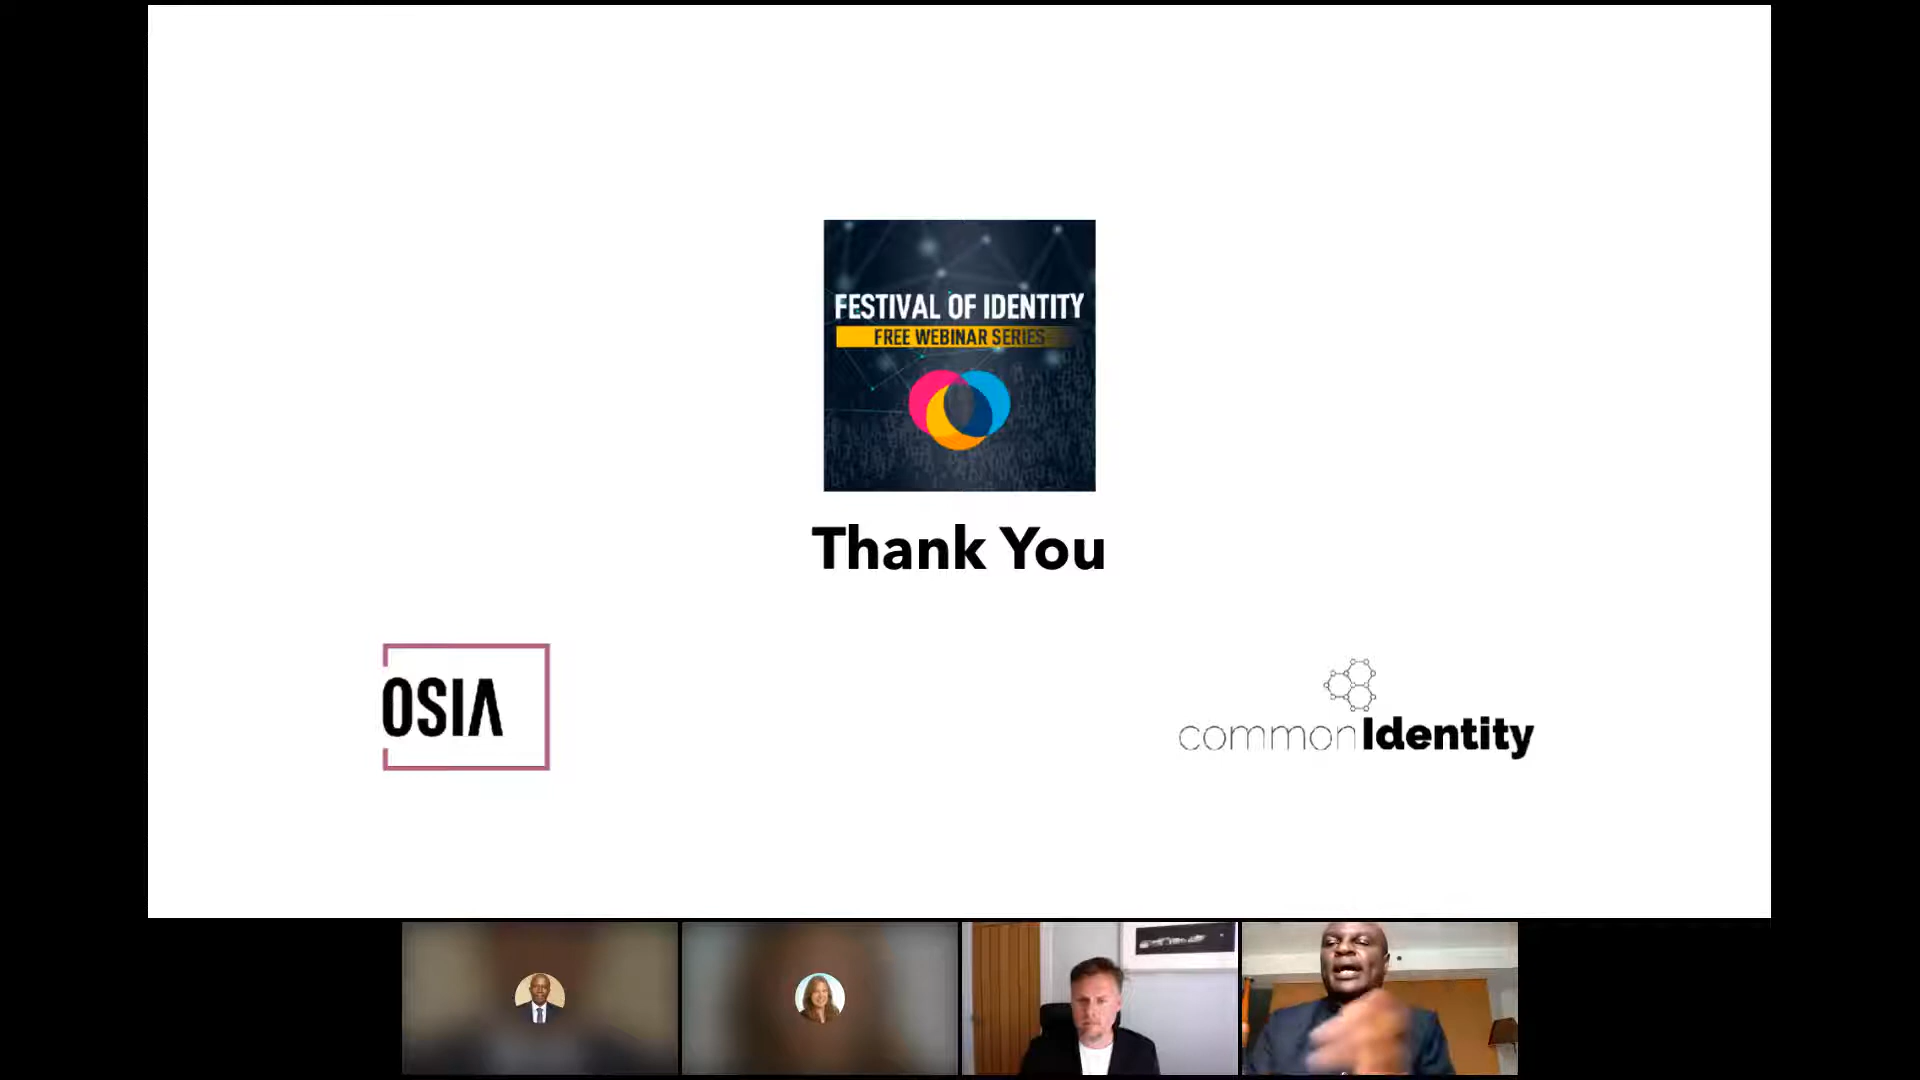 FESTIVAL OF IDENTITY
FREE WEBINAR SERIES
Thank You
OSIA
commonIdentity